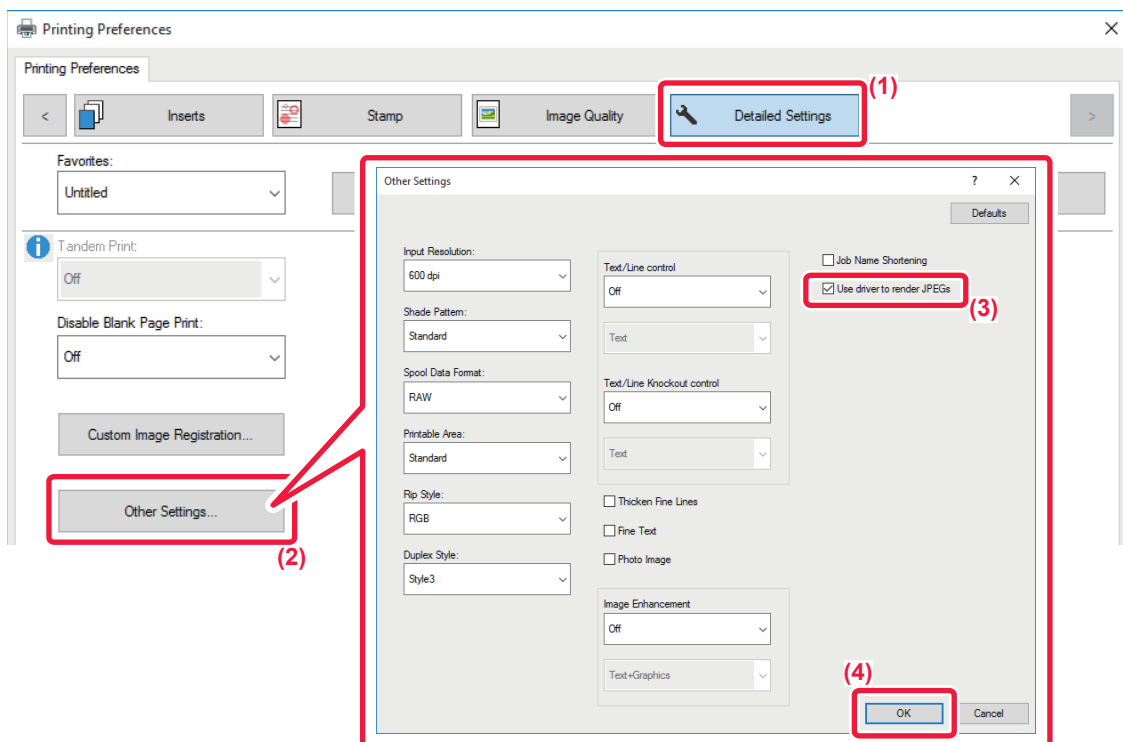 Printing Preferences
Printing Preferences
(1)
<
Inserts
Stamp
Image Quality
Detailed Settings
>
Favorites:
Untitled
Tandem Print:
Off
Disable Blank Page Print:
Off
Custom Image Registration...
Other Settings...
(2)
Other Settings
?
Defaults
Input Resolution:
600 dpi
Shade Pattern:
Standard
Spool Data Format:
RAW
Printable Area:
Standard
Rip Style:
RGB
Duplex Style:
Style3
Text/Line control
Off
Text
Text/Line Knockout control
Off
Text
Thicken Fine Lines
Fine Text
Photo Image
Image Enhancement
Off
Text+Graphics
Job Name Shortening
Use driver to render JPEGs
(3)
(4)
OK
Cancel